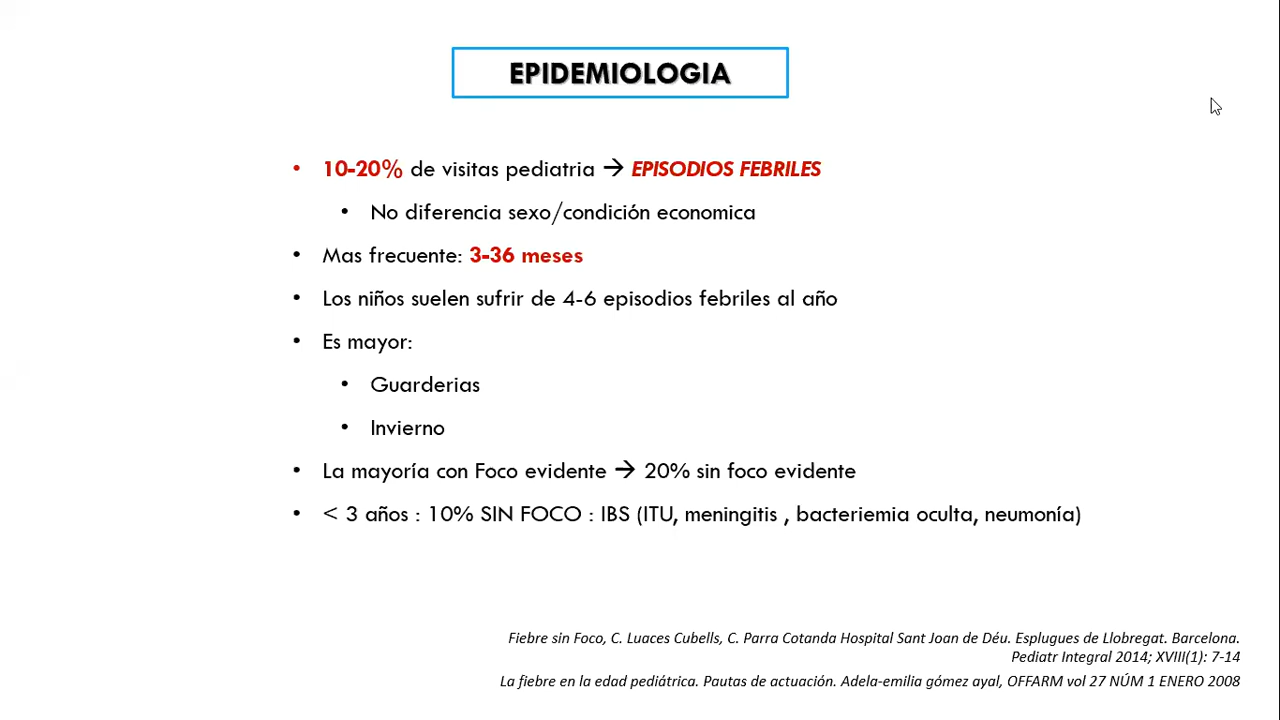 EPIDEMIOLOGIA
• 10-20% de visitas pediatria → EPISODIOS FEBRILES
• No diferencia sexo/condición economica
• Mas frecuente: 3-36 meses
• Los niños suelen sufrir de 4-6 episodios febriles al año
• Es mayor:
• Guarderias
• Invierno
• La mayoría con Foco evidente → 20% sin foco evidente
• < 3 años : 10% SIN FOCO : IBS (ITU, meningitis , bacteriemia oculta, neumonía)
Fiebre sin Foco, C. Luaces Cubells, C. Parra Cotanda Hospital Sant Joan de Déu. Esplugues de Llobregat. Barcelona.
Pediatr Integral 2014; XVIII(1): 7-14
La fiebre en la edad pediátrica. Pautas de actuación. Adela-emilia gómez ayal, OFFARM vol 27 NÚM 1 ENERO 2008